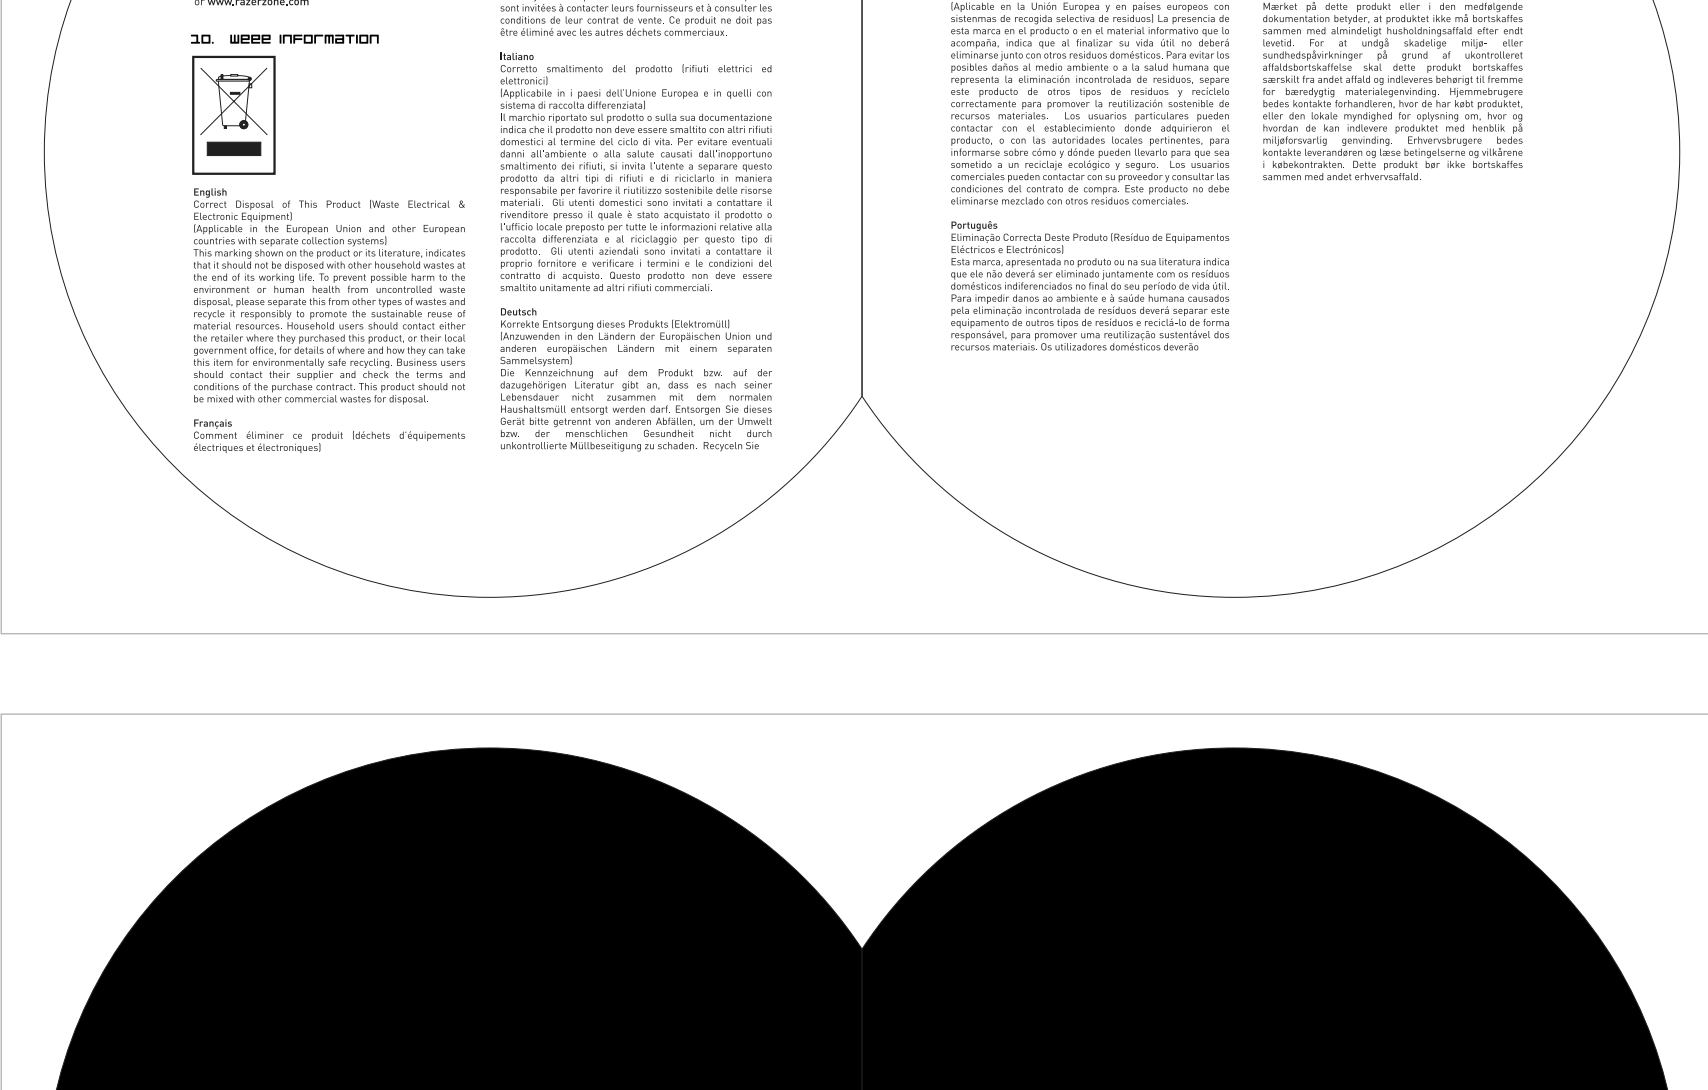 or www.razerzone.com
10. WEEE INFORMATION
English
Correct Disposal of This Product (Waste Electrical &
Electronic Equipment)
(Applicable in the European Union and other European
countries with separate collection systems)
This marking shown on the product or its literature, indicates
that it should not be disposed with other household wastes at
the end of its working life. To prevent possible harm to the
environment or human health from uncontrolled waste
disposal, please separate this from other types of wastes and
recycle it responsibly to promote the sustainable reuse of
material resources. Household users should contact either
the retailer where they purchased this product, or their local
government office, for details of where and how they can take
this item for environmentally safe recycling. Business users
should contact their supplier and check the terms and
conditions of the purchase contract. This product should not
be mixed with other commercial wastes for disposal.
Français
Comment éliminer ce produit (déchets d'équipements
électriques et électroniques)
sont invitées à contacter leurs fournisseurs et à consulter les
conditions de leur contrat de vente. Ce produit ne doit pas
être éliminé avec les autres déchets commerciaux.
Italiano
Corretto smaltimento del prodotto (rifiuti elettrici ed
elettronici)
(Applicabile in i paesi dell'Unione Europea e in quelli con
sistema di raccolta differenziata)
Il marchio riportato sul prodotto o sulla sua documentazione
indica che il prodotto non deve essere smaltito con altri rifiuti
domestici al termine del ciclo di vita. Per evitare eventuali
danni all'ambiente o alla salute causati dall'inopportuno
smaltimento dei rifiuti, si invita l'utente a separare questo
prodotto da altri tipi di rifiuti e di riciclarlo in maniera
responsabile per favorire il riutilizzo sostenibile delle risorse
materiali. Gli utenti domestici sono invitati a contattare il
rivenditore presso il quale è stato acquistato il prodotto o
l'ufficio locale preposto per tutte le informazioni relative alla
raccolta differenziata e al riciclaggio per questo tipo di
prodotto. Gli utenti aziendali sono invitati a contattare il
proprio fornitore e verificare i termini e le condizioni del
contratto di acquisto. Questo prodotto non deve essere
smaltito unitamente ad altri rifiuti commerciali.
Deutsch
Korrekte Entsorgung dieses Produkts (Elektromüll)
(Anzuwenden in den Ländern der Europäischen Union und
anderen europäischen Ländern mit einem separaten
Sammelsystem)
Die Kennzeichnung auf dem Produkt bzw. auf der
dazugehörigen Literatur gibt an, dass es nach seiner
Lebensdauer nicht zusammen mit dem normalen
Haushaltsmüll entsorgt werden darf. Entsorgen Sie dieses
Gerät bitte getrennt von anderen Abfällen, um der Umwelt
bzw. der menschlichen Gesundheit nicht durch
unkontrollierte Müllbeseitigung zu schaden. Recyceln Sie
(Aplicable en la Unión Europea y en países europeos con
sistenmas de recogida selectiva de residuos) La presencia de
esta marca en el producto o en el material informativo que lo
acompaña, indica que al finalizar su vida útil no deberá
eliminarse junto con otros residuos domésticos. Para evitar los
posibles daños al medio ambiente o a la salud humana que
representa la eliminación incontrolada de residuos, separe
este producto de otros tipos de residuos y recíclelo
correctamente para promover la reutilización sostenible de
recursos materiales. Los usuarios particulares pueden
contactar con el establecimiento donde adquirieron el
producto, o con las autoridades locales pertinentes, para
informarse sobre cómo y dónde pueden llevarlo para que sea
sometido a un reciclaje ecológico y seguro. Los usuarios
comerciales pueden contactar con su proveedor y consultar las
condiciones del contrato de compra. Este producto no debe
eliminarse mezclado con otros residuos comerciales.
Português
Eliminação Correcta Deste Produto (Resíduo de Equipamentos
Eléctricos e Electrónicos)
Esta marca, apresentada no produto ou na sua literatura indica
que ele não deverá ser eliminado juntamente com os resíduos
domésticos indiferenciados no final do seu período de vida útil.
Para impedir danos ao ambiente e à saúde humana causados
pela eliminação incontrolada de resíduos deverá separar este
equipamento de outros tipos de resíduos e reciclá-lo de forma
responsável, para promover uma reutilização sustentável dos
recursos materiais. Os utilizadores domésticos deverão
Mærket på dette produkt eller i den medfølgende
dokumentation betyder, at produktet ikke må bortskaffes
sammen med almindeligt husholdningsaffald efter endt
levetid. For at undgå skadelige miljø- eller
sundhedspåvirkninger på grund af ukontrolleret
affaldsbortskaffelse skal dette produkt bortskaffes
særskilt fra andet affald og indleveres behørigt til fremme
for bæredygtig materialegenvinding. Hjemmebrugere
bedes kontakte forhandleren, hvor de har købt produktet,
eller den lokale myndighed for oplysning om, hvor og
hvordan de kan indlevere produktet med henblik på
miljøforsvarlig genvinding. Erhvervsbrugere bedes
kontakte leverandøren og læse betingelserne og vilkårene
i købekontrakten. Dette produkt bør ikke bortskaffes
sammen med andet erhvervsaffald.